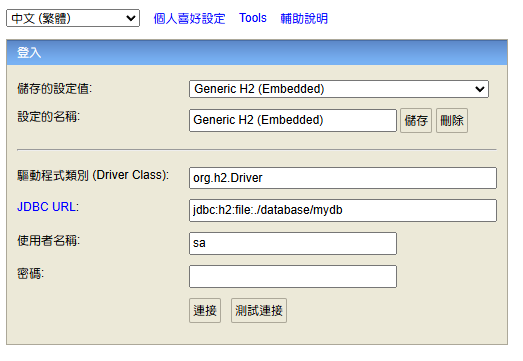 中文 (繁體) 個人喜好設定 Tools 輔助說明
登入
儲存的設定值: Generic H2 (Embedded)
設定的名稱: Generic H2 (Embedded) 儲存 刪除
驅動程式類別 (Driver Class): org.h2.Driver
JDBC URL: jdbc:h2:file:./database/mydb
使用者名稱: sa
密碼:
連接 測試連接